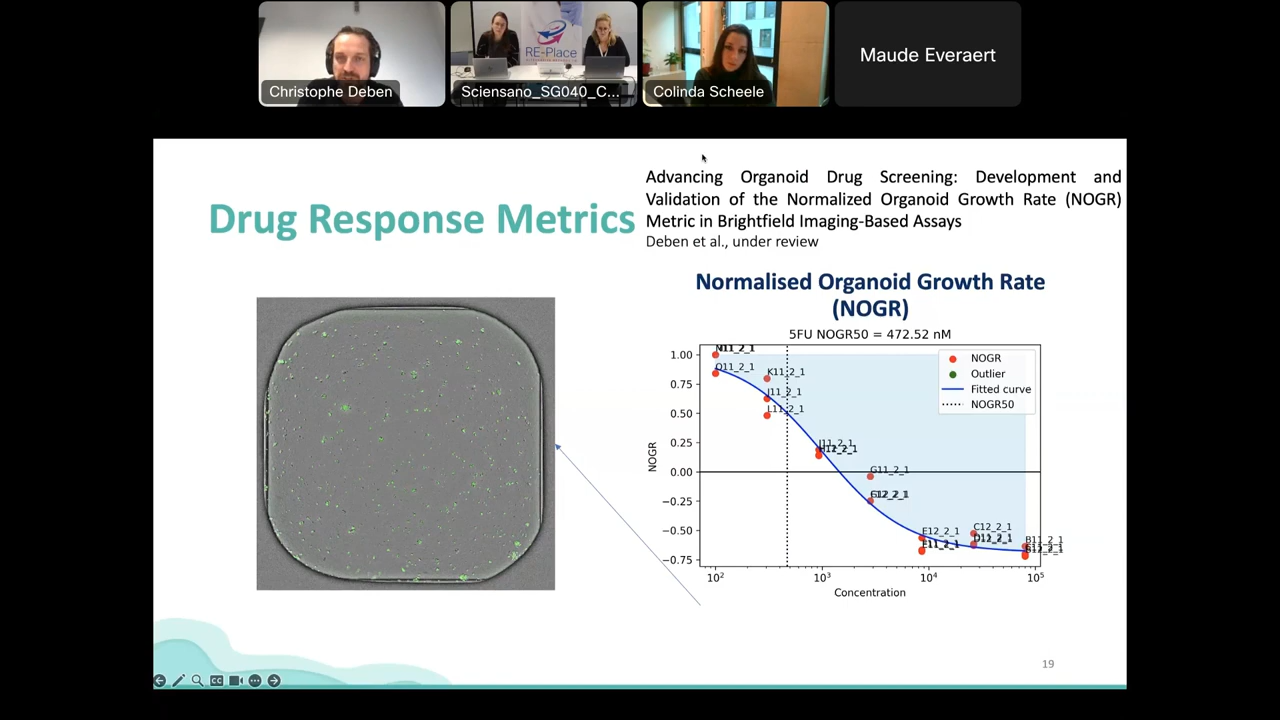 RE-Place
Christophe Deben
Sciensano_SG040_C...
Colinda Scheele
Maude Everaert
Drug Response Metrics
Advancing Organoid Drug Screening: Development and
Validation of the Normalized Organoid Growth Rate (NOGR)
Metric in Brightfield Imaging-Based Assays
Deben et al., under review
Normalised Organoid Growth Rate
(NOGR)
5FU NOGR50 = 472.52 nM
NOGR
Outlier
Fitted curve
NOGR50
1.00
0.75
0.50
0.25
0.00
−0.25
−0.50
−0.75
NOGR
O11_2_1
K11_2_1
J11_2_1
L11_2_1
I11_2_1
G11_2_1
E12_2_1
C12_2_1
B11_2_1
10²
10³
10⁴
10⁵
Concentration
19
CC